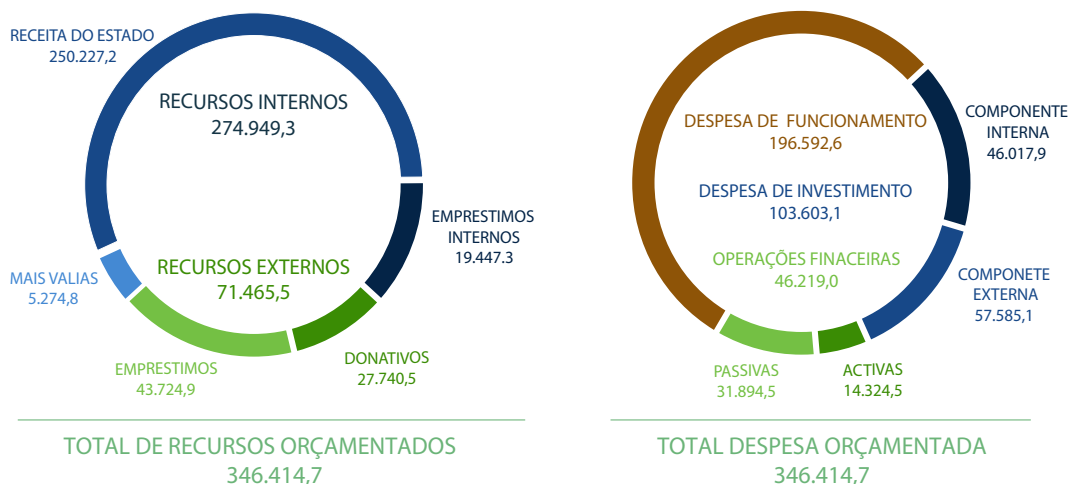 RECEITA DO ESTADO
250.227,2
RECURSOS INTERNOS
274.949,3
EMPRESTIMOS
INTERNOS
19.447.3
RECURSOS EXTERNOS
71.465,5
MAIS VALIAS
5.274,8
EMPRESTIMOS
43.724,9
DONATIVOS
27.740,5
TOTAL DE RECURSOS ORÇAMENTADOS
346.414,7
DESPESA DE FUNCIONAMENTO
196.592,6
COMPONENTE
INTERNA
46.017,9
DESPESA DE INVESTIMENTO
103.603,1
OPERAÇÕES FINACEIRAS
46.219,0
COMPONETE
EXTERNA
57.585,1
PASSIVAS
31.894,5
ACTIVAS
14.324,5
TOTAL DESPESA ORÇAMENTADA
346.414,7